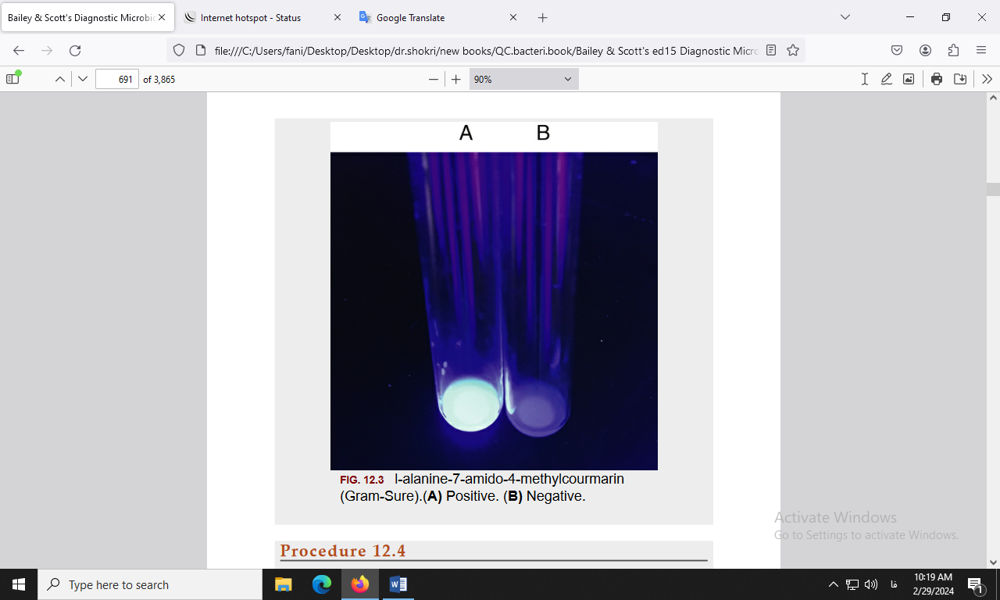 Bailey & Scott's Diagnostic Microbi
Internet hotspot - Status
Google Translate
file:///C:/Users/fani/Desktop/Desktop/dr.shokri/new books/QC.bacteri.book/Bailey & Scott's ed15 Diagnostic Micro
691 of 3,865
90%
A B
FIG. 12.3 l-alanine-7-amido-4-methylcourmarin
(Gram-Sure).(A) Positive. (B) Negative.
Activate Windows
Go to Settings to activate Windows.
Procedure 12.4
Type here to search
W
فا
10:19 AM
2/29/2024
1